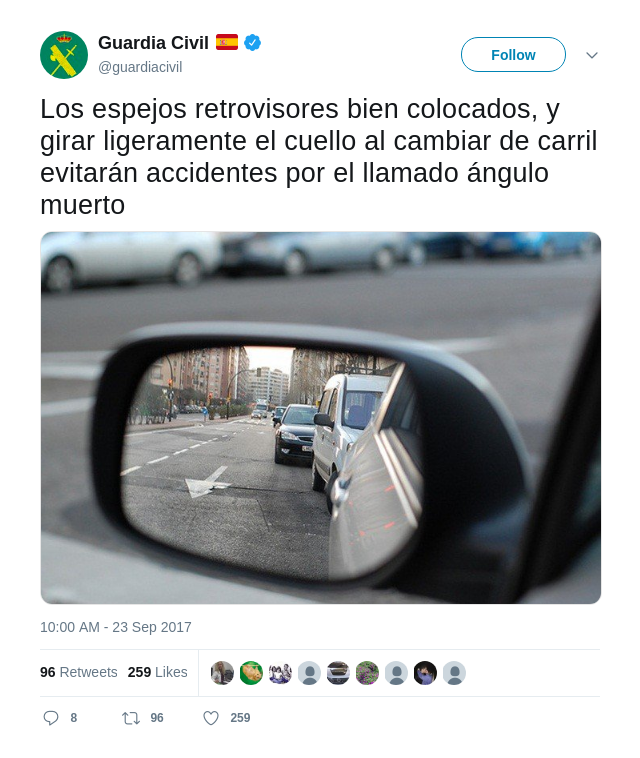 Guardia Civil
@guardiacivil
Follow
Los espejos retrovisores bien colocados, y
girar ligeramente el cuello al cambiar de carril
evitarán accidentes por el llamado ángulo
muerto
10:00 AM - 23 Sep 2017
96 Retweets 259 Likes
8 96 259